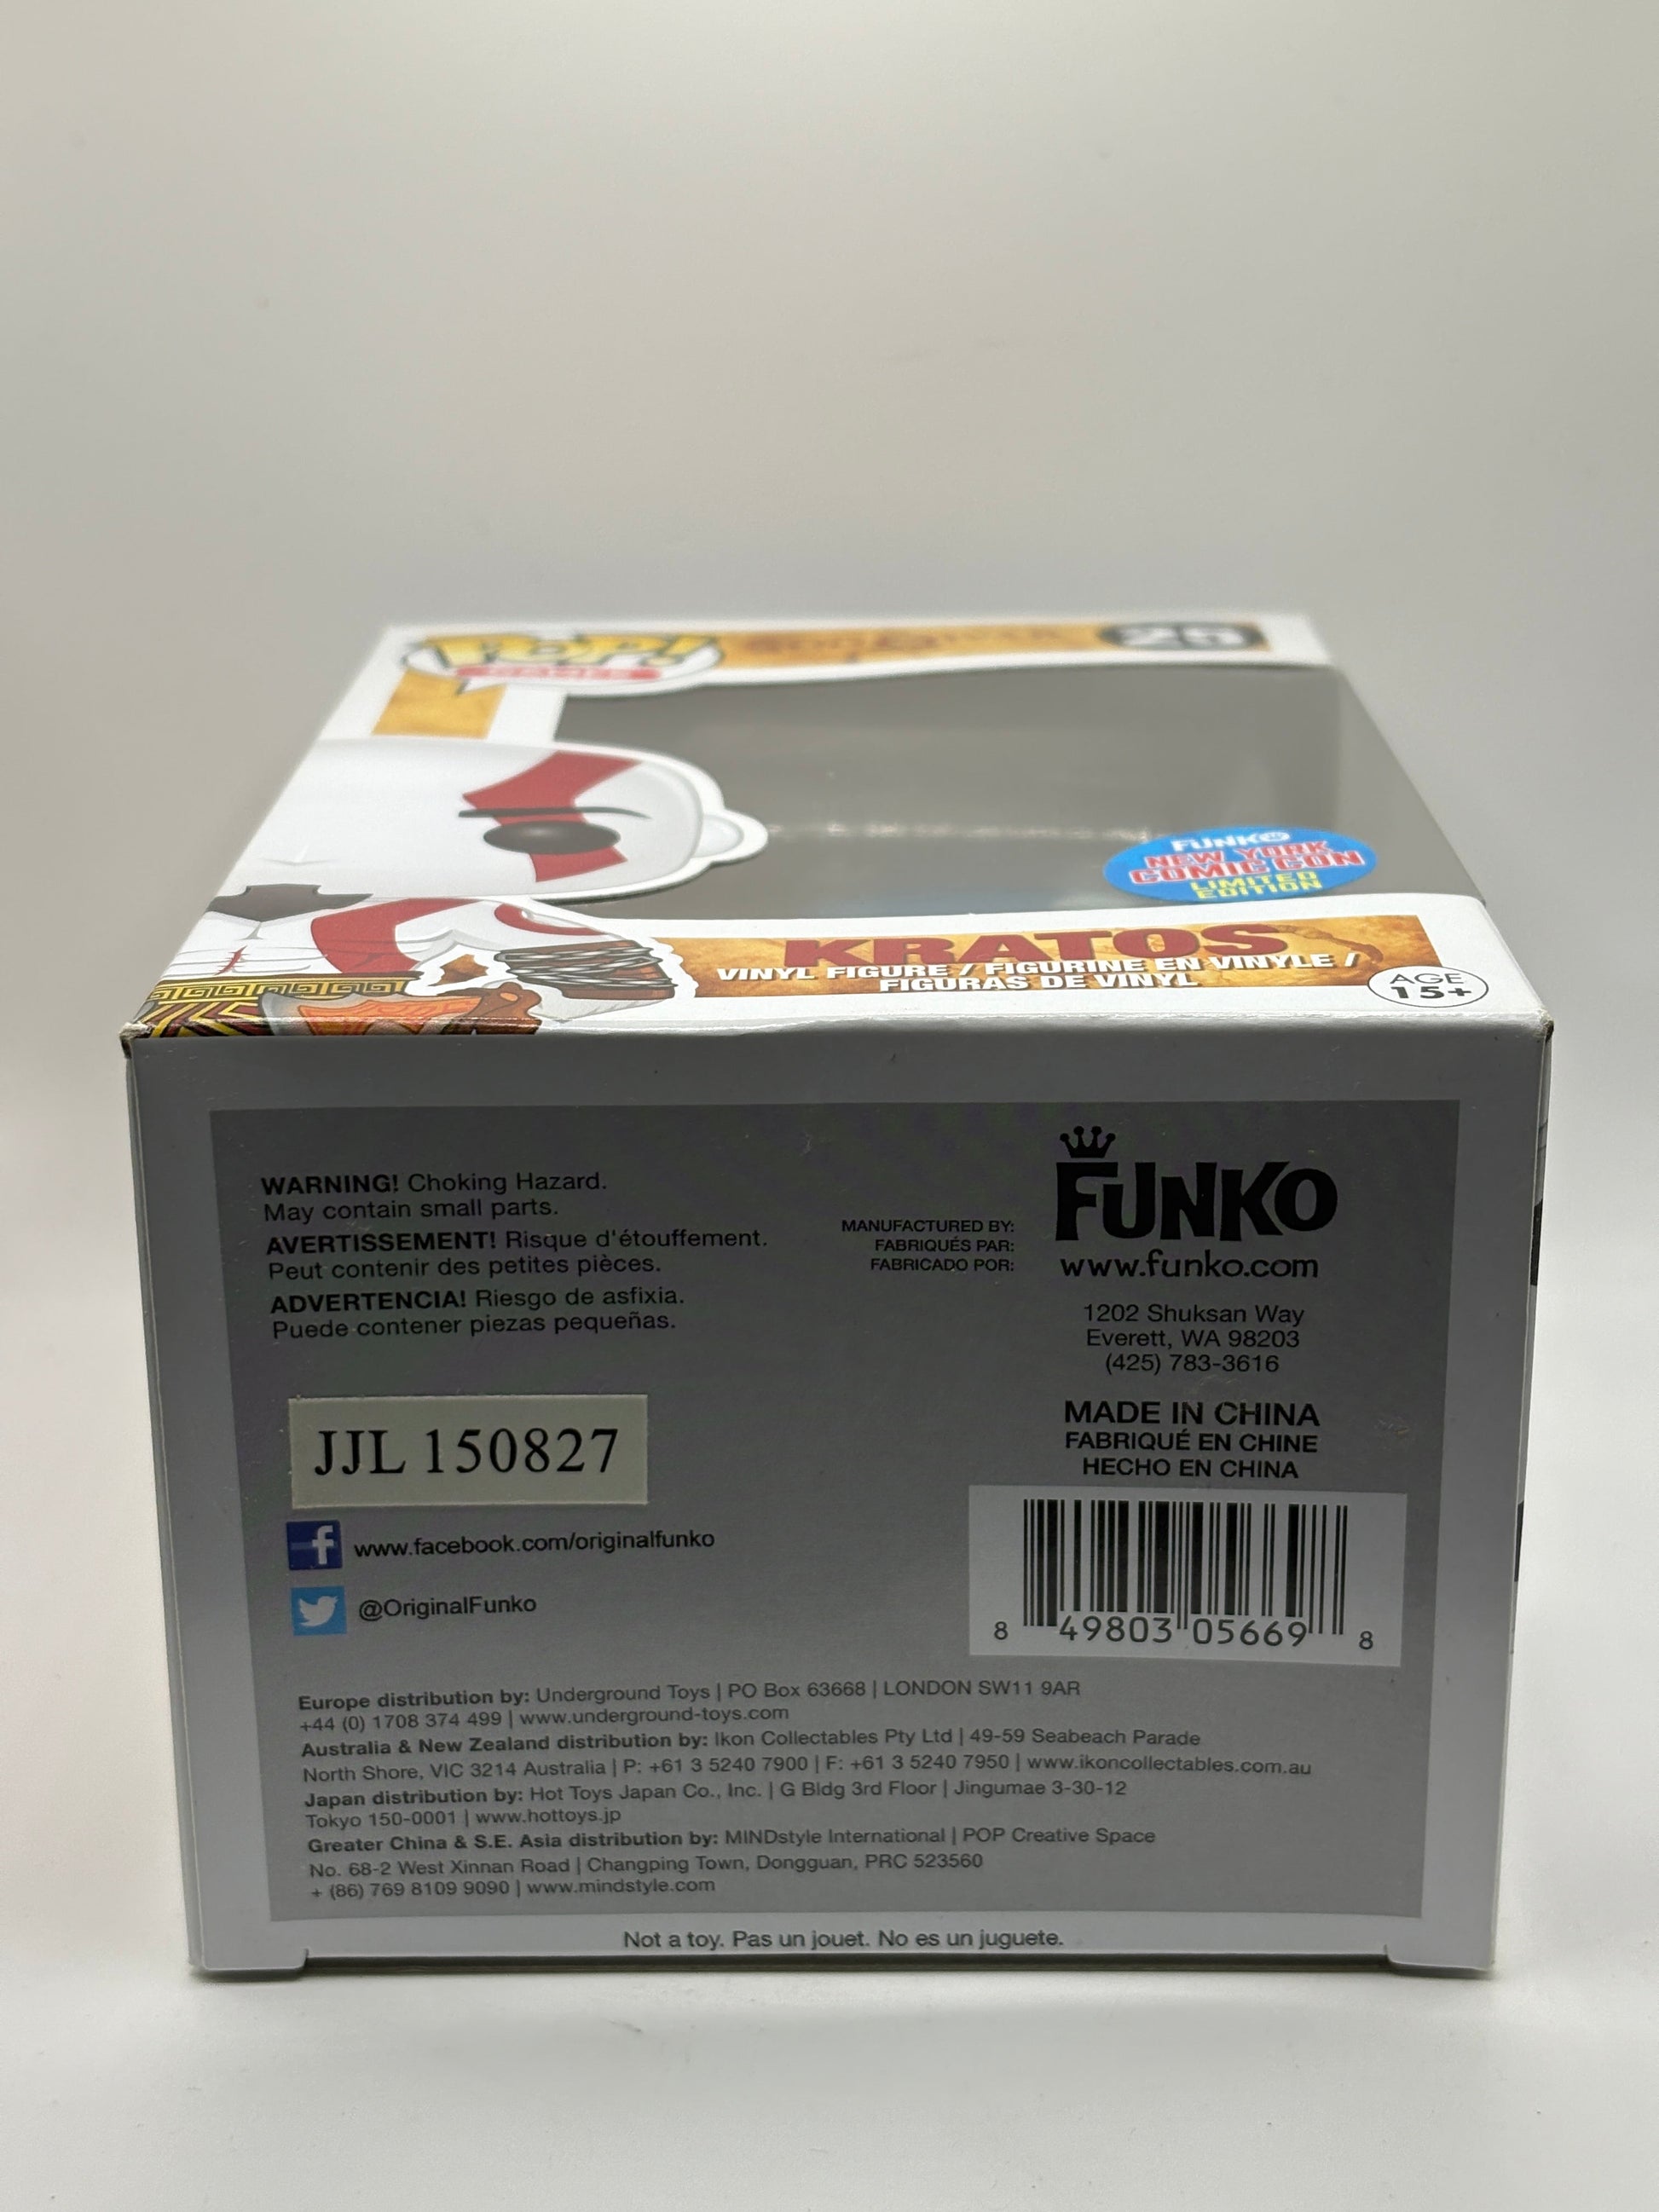 POP!
GAMES
GOD OF WAR
25
FUNKO
NEW YORK
COMIC CON
LIMITED
EDITION
KRATOS
VINYL FIGURE / FIGURINE EN VINYLE /
FIGURAS DE VINYL
AGE
15+
WARNING! Choking Hazard.
May contain small parts.
AVERTISSEMENT! Risque d'étouffement.
Peut contenir des petites pièces.
ADVERTENCIA! Riesgo de asfixia.
Puede contener piezas pequeñas.
MANUFACTURED BY:
FABRIQUÉS PAR:
FABRICADO POR:
FUNKO
www.funko.com
1202 Shuksan Way
Everett, WA 98203
(425) 783-3616
MADE IN CHINA
FABRIQUÉ EN CHINE
HECHO EN CHINA
JJL 150827
f www.facebook.com/originalfunko
@OriginalFunko
8 49803 05669 8
Europe distribution by: Underground Toys | PO Box 63668 | LONDON SW11 9AR
+44 (0) 1708 374 499 | www.underground-toys.com
Australia & New Zealand distribution by: Ikon Collectables Pty Ltd | 49-59 Seabeach Parade
North Shore, VIC 3214 Australia | P: +61 3 5240 7900 | F: +61 3 5240 7950 | www.ikoncollectables.com.au
Japan distribution by: Hot Toys Japan Co., Inc. | G Bldg 3rd Floor | Jingumae 3-30-12
Tokyo 150-0001 | www.hottoys.jp
Greater China & S.E. Asia distribution by: MINDstyle International | POP Creative Space
No. 68-2 West Xinnan Road | Changping Town, Dongguan, PRC 523560
+ (86) 769 8109 9090 | www.mindstyle.com
Not a toy. Pas un jouet. No es un juguete.